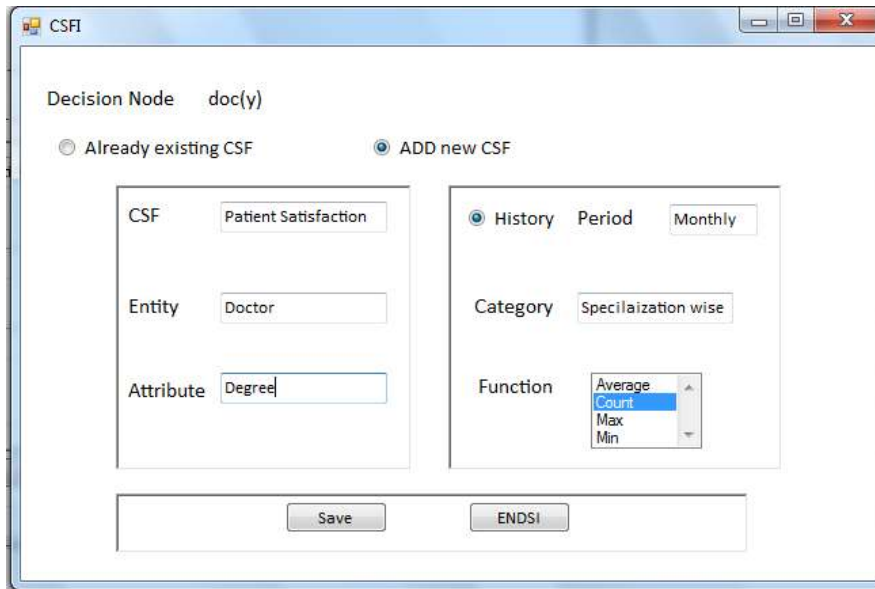 CSFI
Decision Node doc(y)
Already existing CSF ADD new CSF
CSF Patient Satisfaction
History Period Monthly
Entity Doctor
Category Specilaization wise
Attribute Degree
Function Average
Count
Max
Min
Save ENDSI